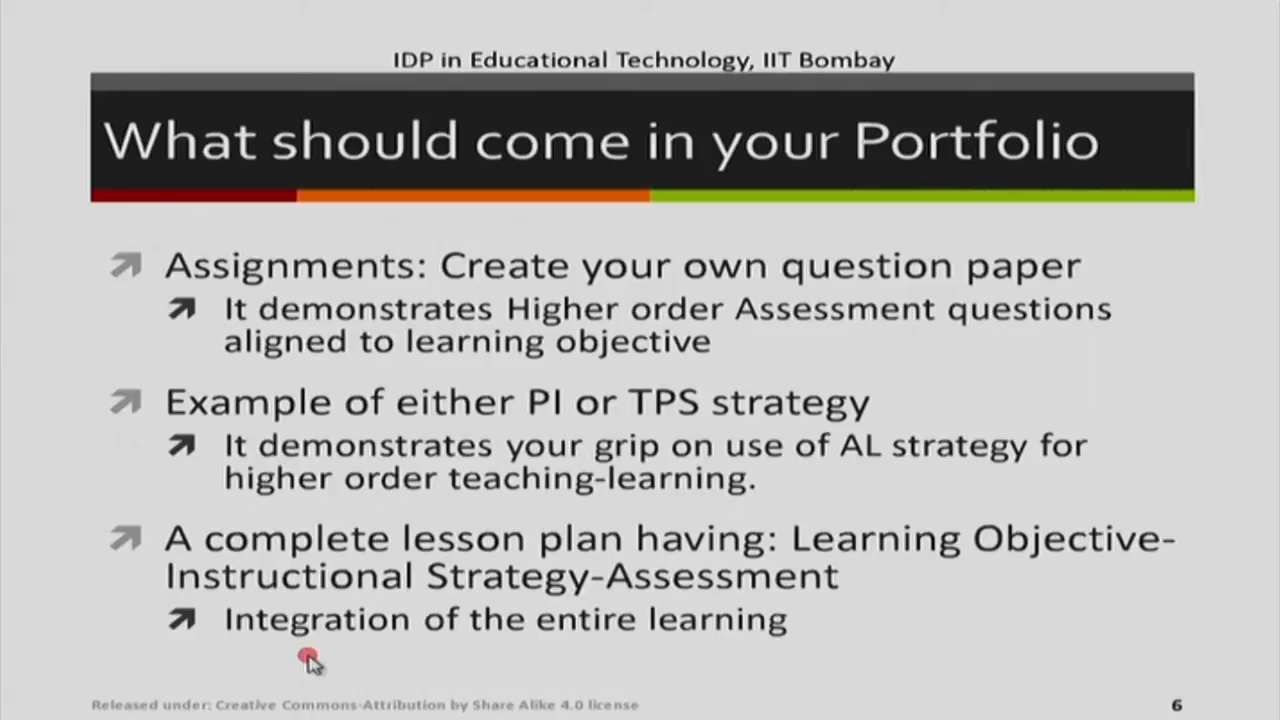 IDP in Educational Technology, IIT Bombay
What should come in your Portfolio
Assignments: Create your own question paper
It demonstrates Higher order Assessment questions
aligned to learning objective
Example of either PI or TPS strategy
It demonstrates your grip on use of AL strategy for
higher order teaching-learning.
A complete lesson plan having: Learning Objective-
Instructional Strategy-Assessment
Integration of the entire learning
Released under: Creative Commons-Attribution by Share Alike 4.0 license
6